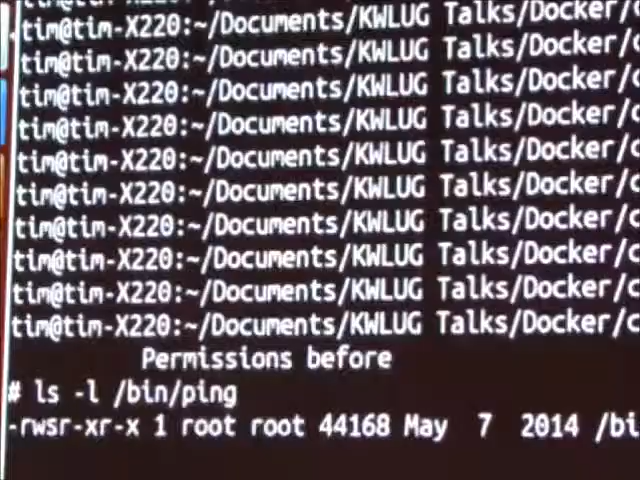 tim@tim-X220:~/Documents/KWLUG Talks/Docker/
tim@tim-X220:~/Documents/KWLUG Talks/Docker/c
tim@tim-X220:~/Documents/KWLUG Talks/Docker/c
tim@tim-X220:~/Documents/KWLUG Talks/Docker/c
tim@tim-X220:~/Documents/KWLUG Talks/Docker/c
tim@tim-X220:~/Documents/KWLUG Talks/Docker/c
tim@tim-X220:~/Documents/KWLUG Talks/Docker/c
tim@tim-X220:~/Documents/KWLUG Talks/Docker/c
tim@tim-X220:~/Documents/KWLUG Talks/Docker/c
tim@tim-X220:~/Documents/KWLUG Talks/Docker/c
Permissions before
# ls -l /bin/ping
-rwsr-xr-x 1 root root 44168 May 7 2014 /bi